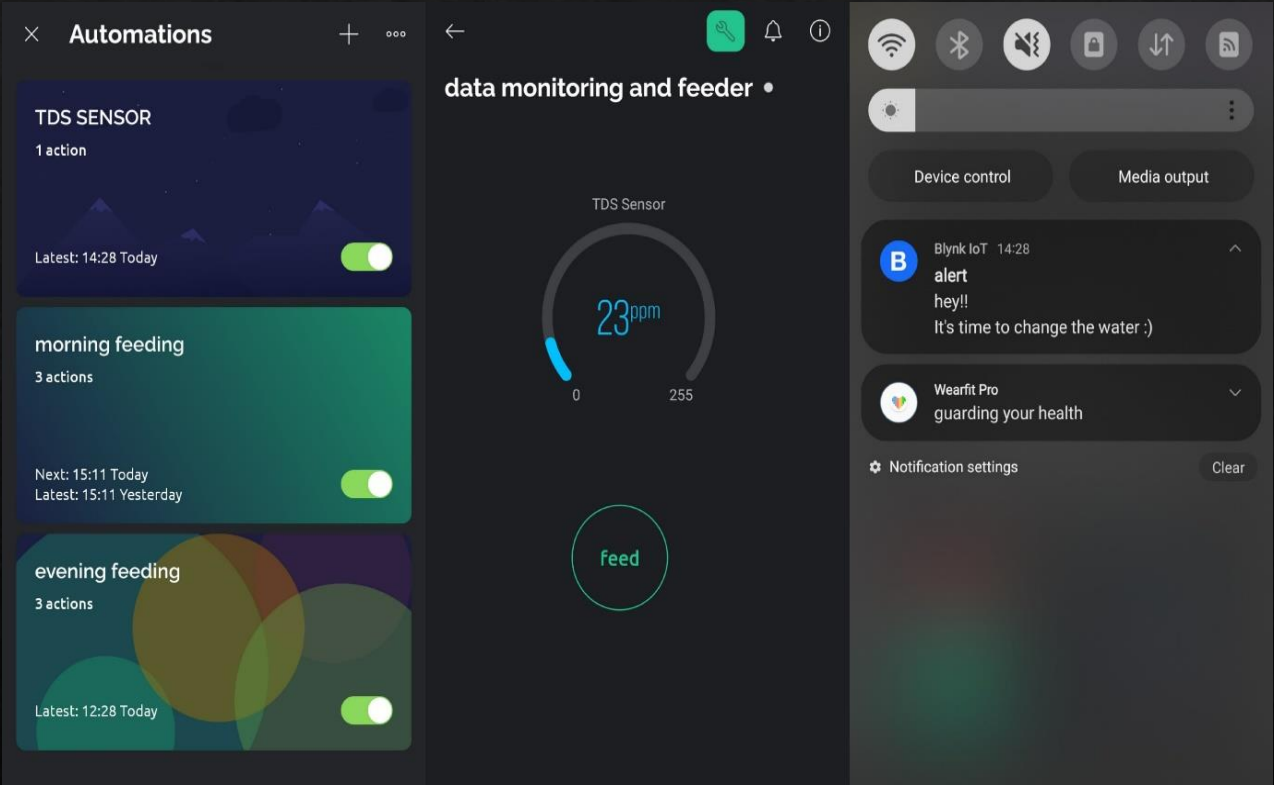 Automations
TDS SENSOR
1 action
Latest: 14:28 Today
morning feeding
3 actions
Next: 15:11 Today
Latest: 15:11 Yesterday
evening feeding
3 actions
Latest: 12:28 Today
data monitoring and feeder
TDS Sensor
23 ppm
0
255
feed
Device control
Media output
B
Blynk IoT 14:28
alert
hey!!
It's time to change the water :)
Wearfit Pro
guarding your health
Notification settings
Clear